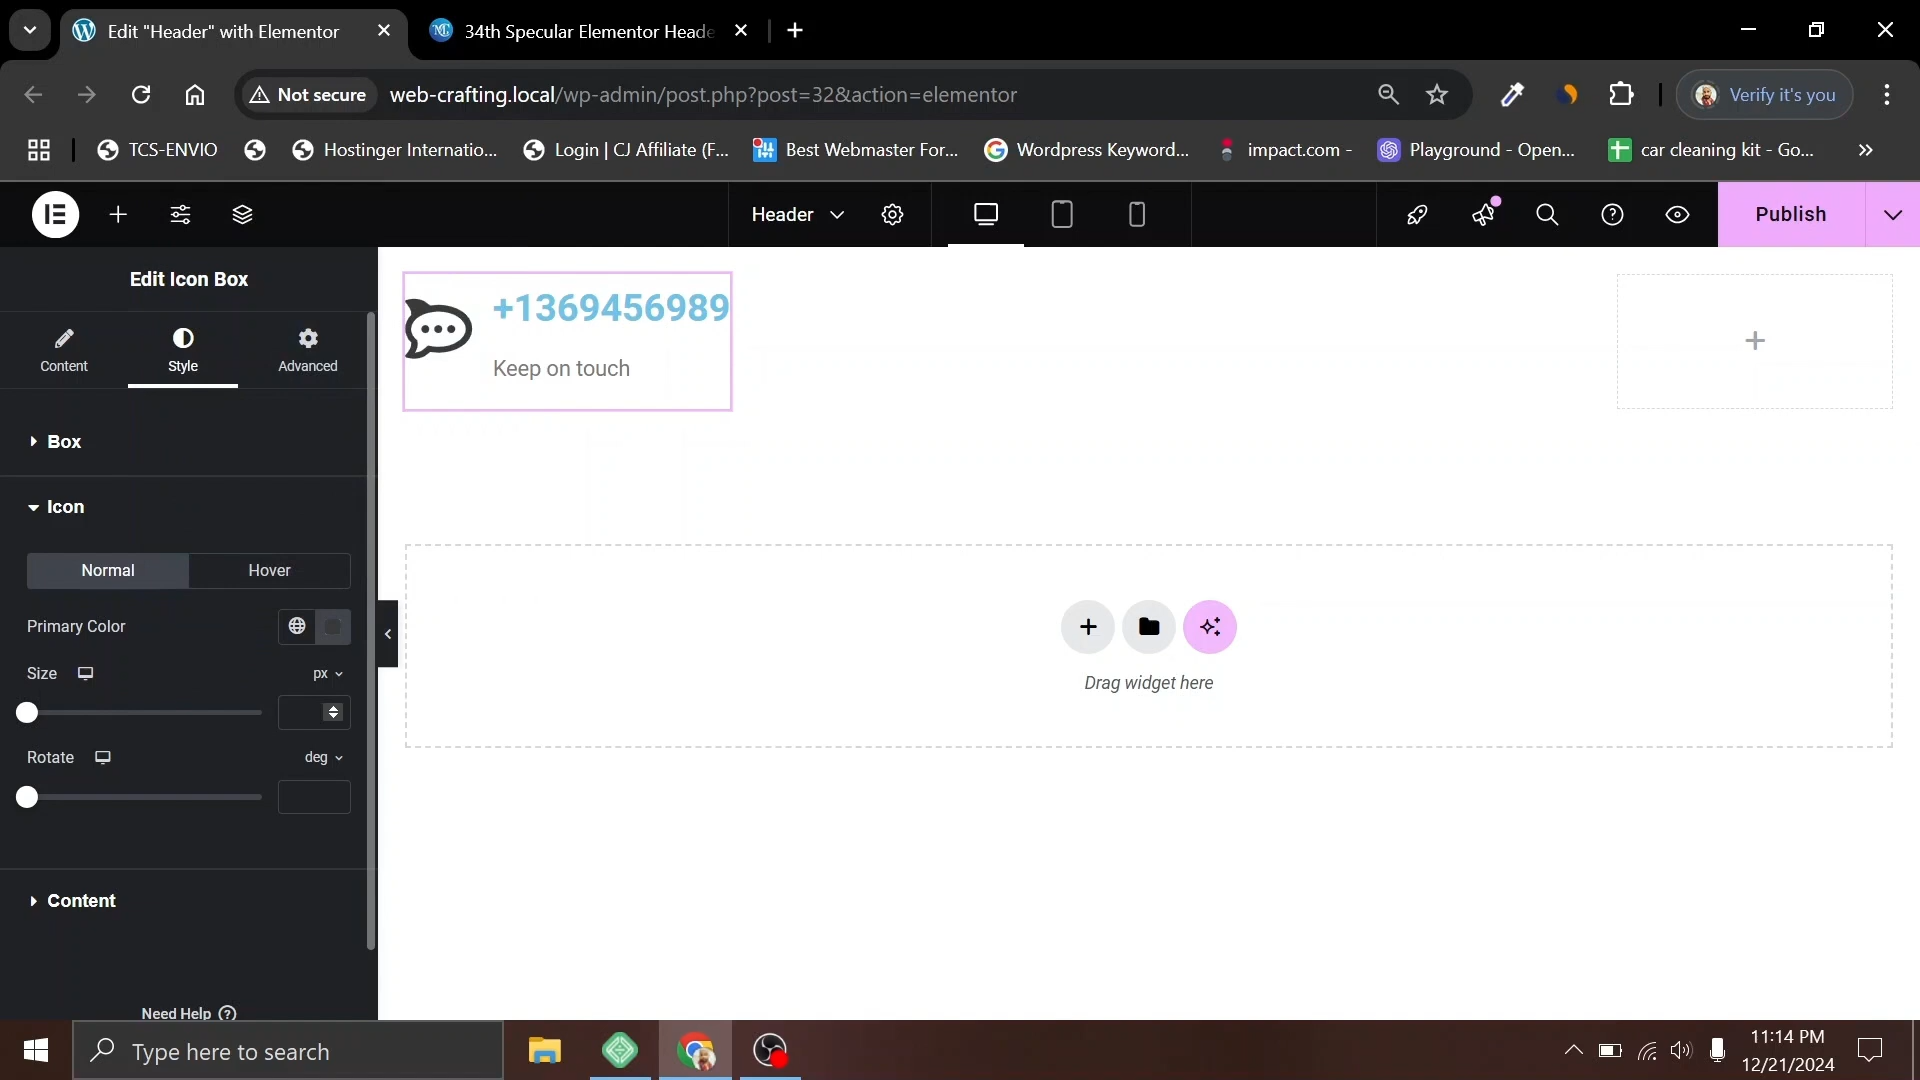 Edit "Header" with Elementor
34th Specular Elementor Heade
Not secure
web-crafting.local/wp-admin/post.php?post=32&action=elementor
Verify it's you
TCS-ENVIO
Hostinger Internatio...
Login | CJ Affiliate (F...
Best Webmaster For...
Wordpress Keyword...
impact.com -
Playground - Open...
car cleaning kit - Go...
Header
Publish
Edit Icon Box
Content
Style
Advanced
Box
Icon
Normal
Hover
Primary Color
Size
px
Rotate
deg
Content
Need Help
+1369456989
Keep on touch
Drag widget here
Type here to search
11:14 PM
12/21/2024